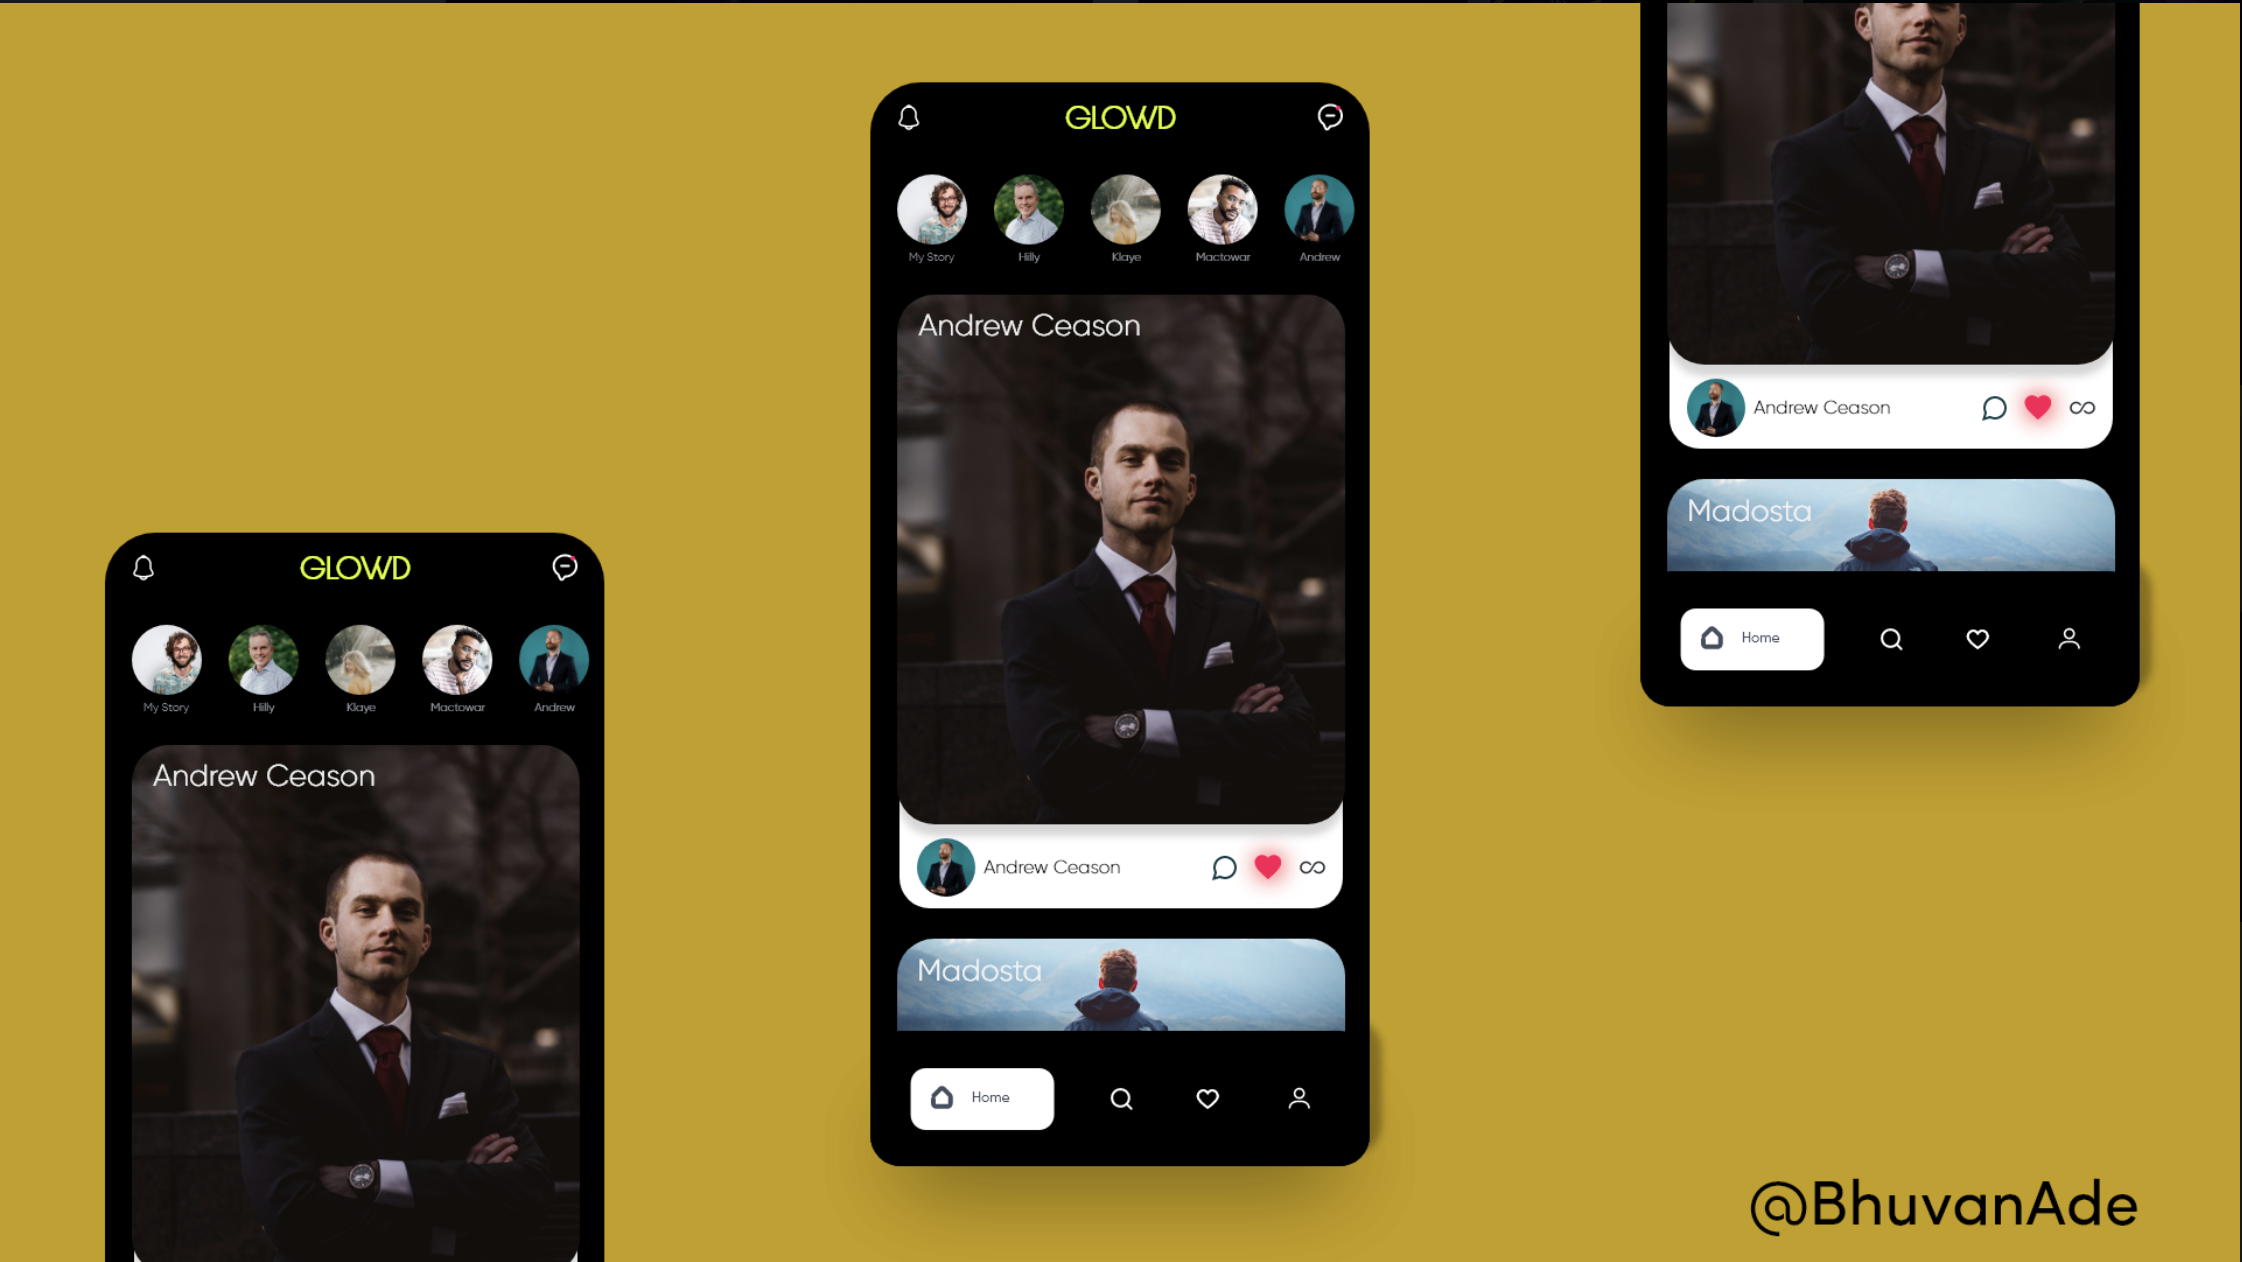 GLOWD
My Story Hilly Klaye Mactowar Andrew
Andrew Ceason
GLOWD
My Story Hilly Klaye Mactowar Andrew
Andrew Ceason
Andrew Ceason
Madosta
Home
Andrew Ceason
Madosta
Home
@BhuvanAde